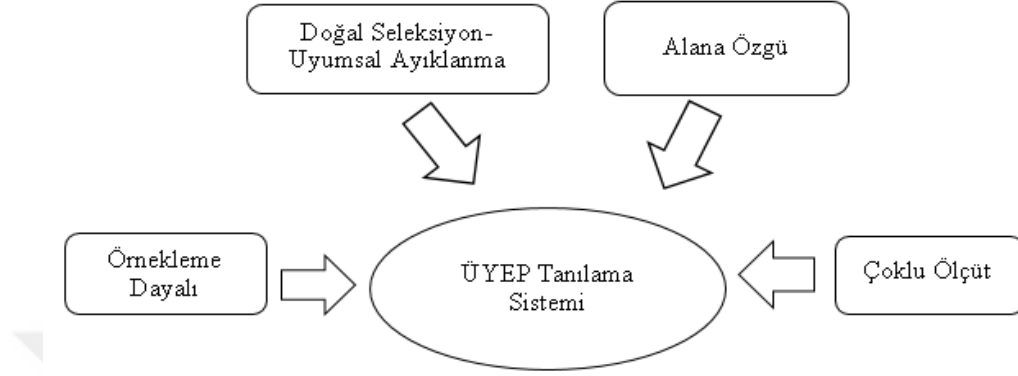 Doğal Seleksiyon-
Uyumsal Ayıklanma
Alana Özgü
Örnekleme
Dayalı
ÜYEP Tanılama
Sistemi
Çoklu Ölçüt